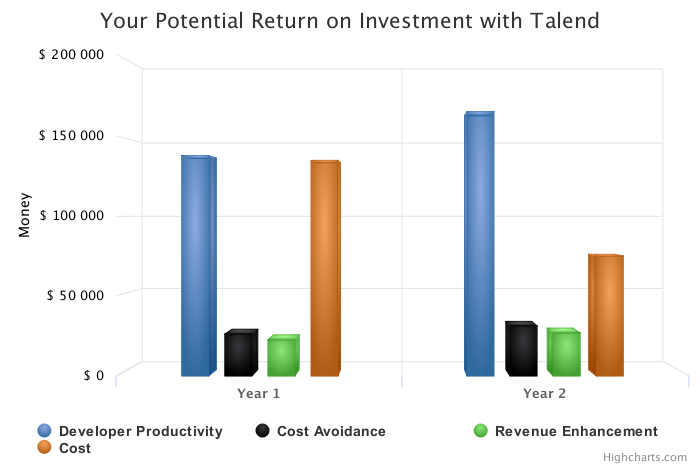 Your Potential Return on Investment with Talend
$ 200 000
$ 150 000
$ 100 000
$ 50 000
$ 0
Money
Year 1
Year 2
Developer Productivity
Cost Avoidance
Revenue Enhancement
Cost
Highcharts.com